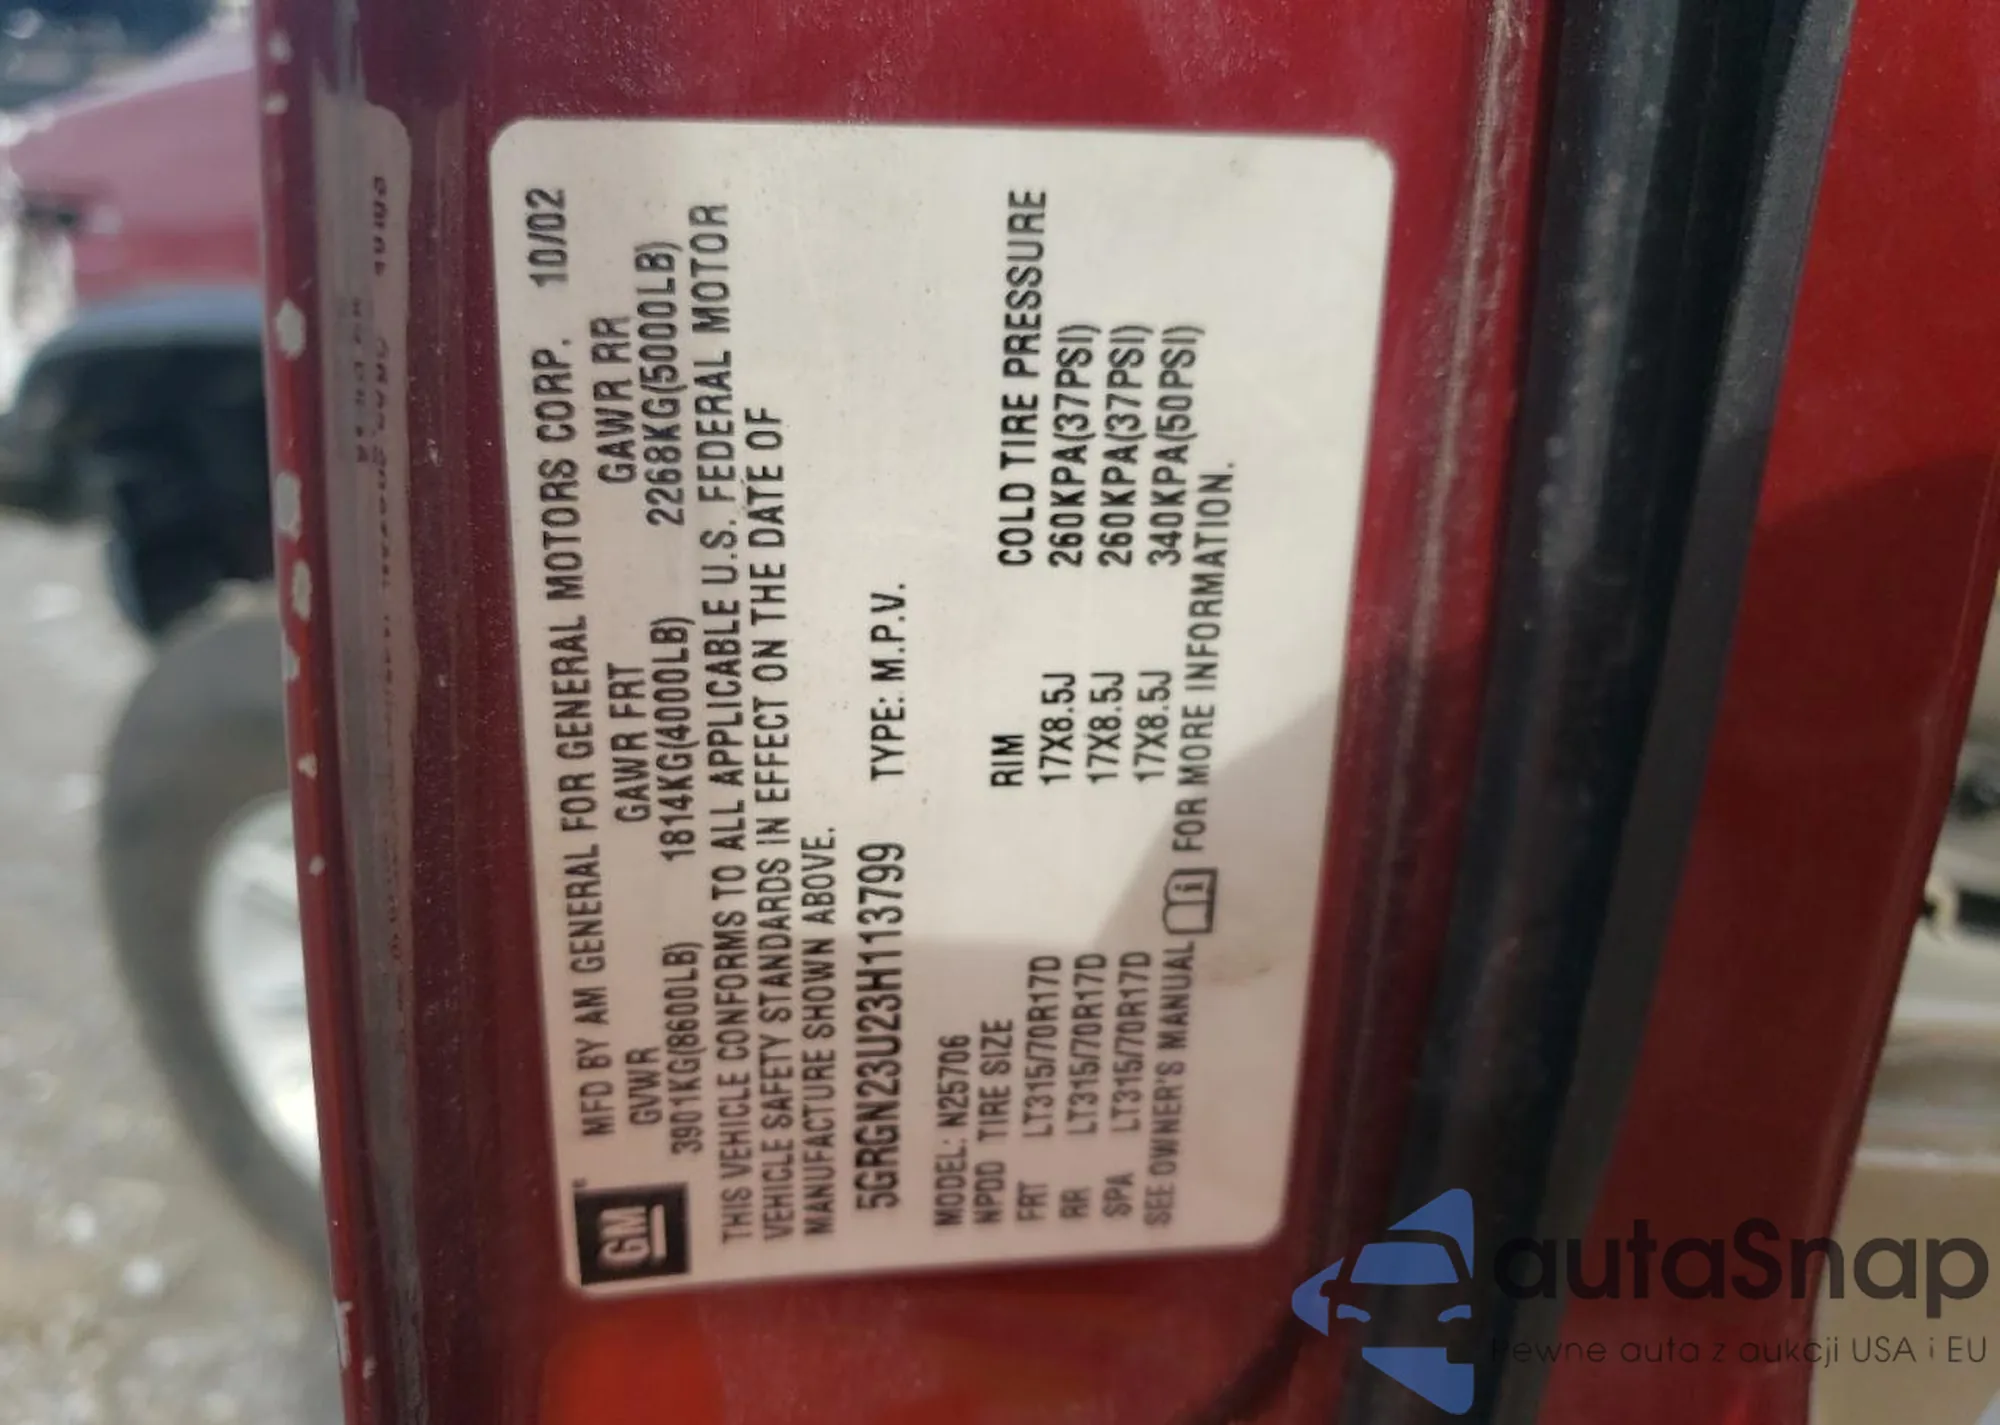 GM
MFD BY AM GENERAL FOR GENERAL MOTORS CORP. 10/02
GVWR GAWR FRT GAWR RR
3901KG(8600LB) 1814KG(4000LB) 2268KG(5000LB)
THIS VEHICLE CONFORMS TO ALL APPLICABLE U.S. FEDERAL MOTOR
VEHICLE SAFETY STANDARDS IN EFFECT ON THE DATE OF
MANUFACTURE SHOWN ABOVE.
5GRGN23U23H113799 TYPE: M.P.V.
MODEL: N25706
NPDD TIRE SIZE RIM COLD TIRE PRESSURE
FRT LT315/70R17D 17X8.5J 260KPA(37PSI)
RR LT315/70R17D 17X8.5J 260KPA(37PSI)
SPA LT315/70R17D 17X8.5J 340KPA(50PSI)
SEE OWNER'S MANUAL FOR MORE INFORMATION.
autaSnap
Pewne auta z aukcji USA i EU